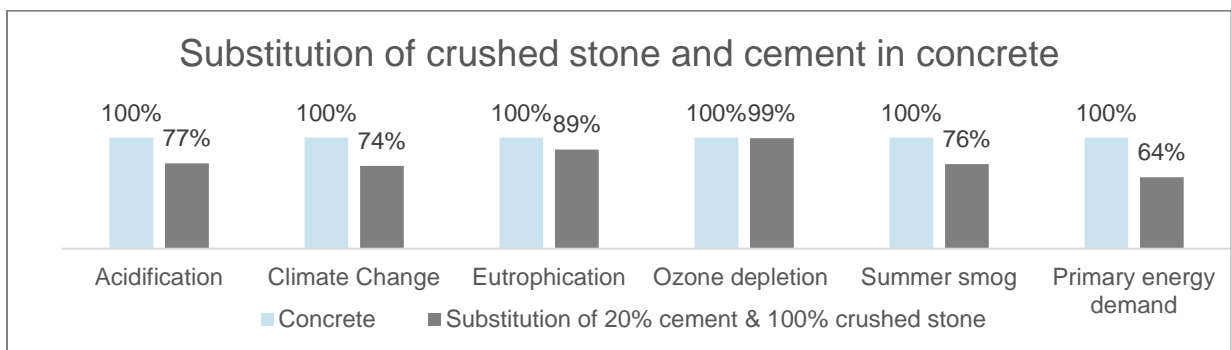 Substitution of crushed stone and cement in concrete
100% 77% 100% 74% 100% 89% 100% 99% 100% 76% 100% 64%
Acidification Climate Change Eutrophication Ozone depletion Summer smog Primary energy
demand
Concrete Substitution of 20% cement & 100% crushed stone